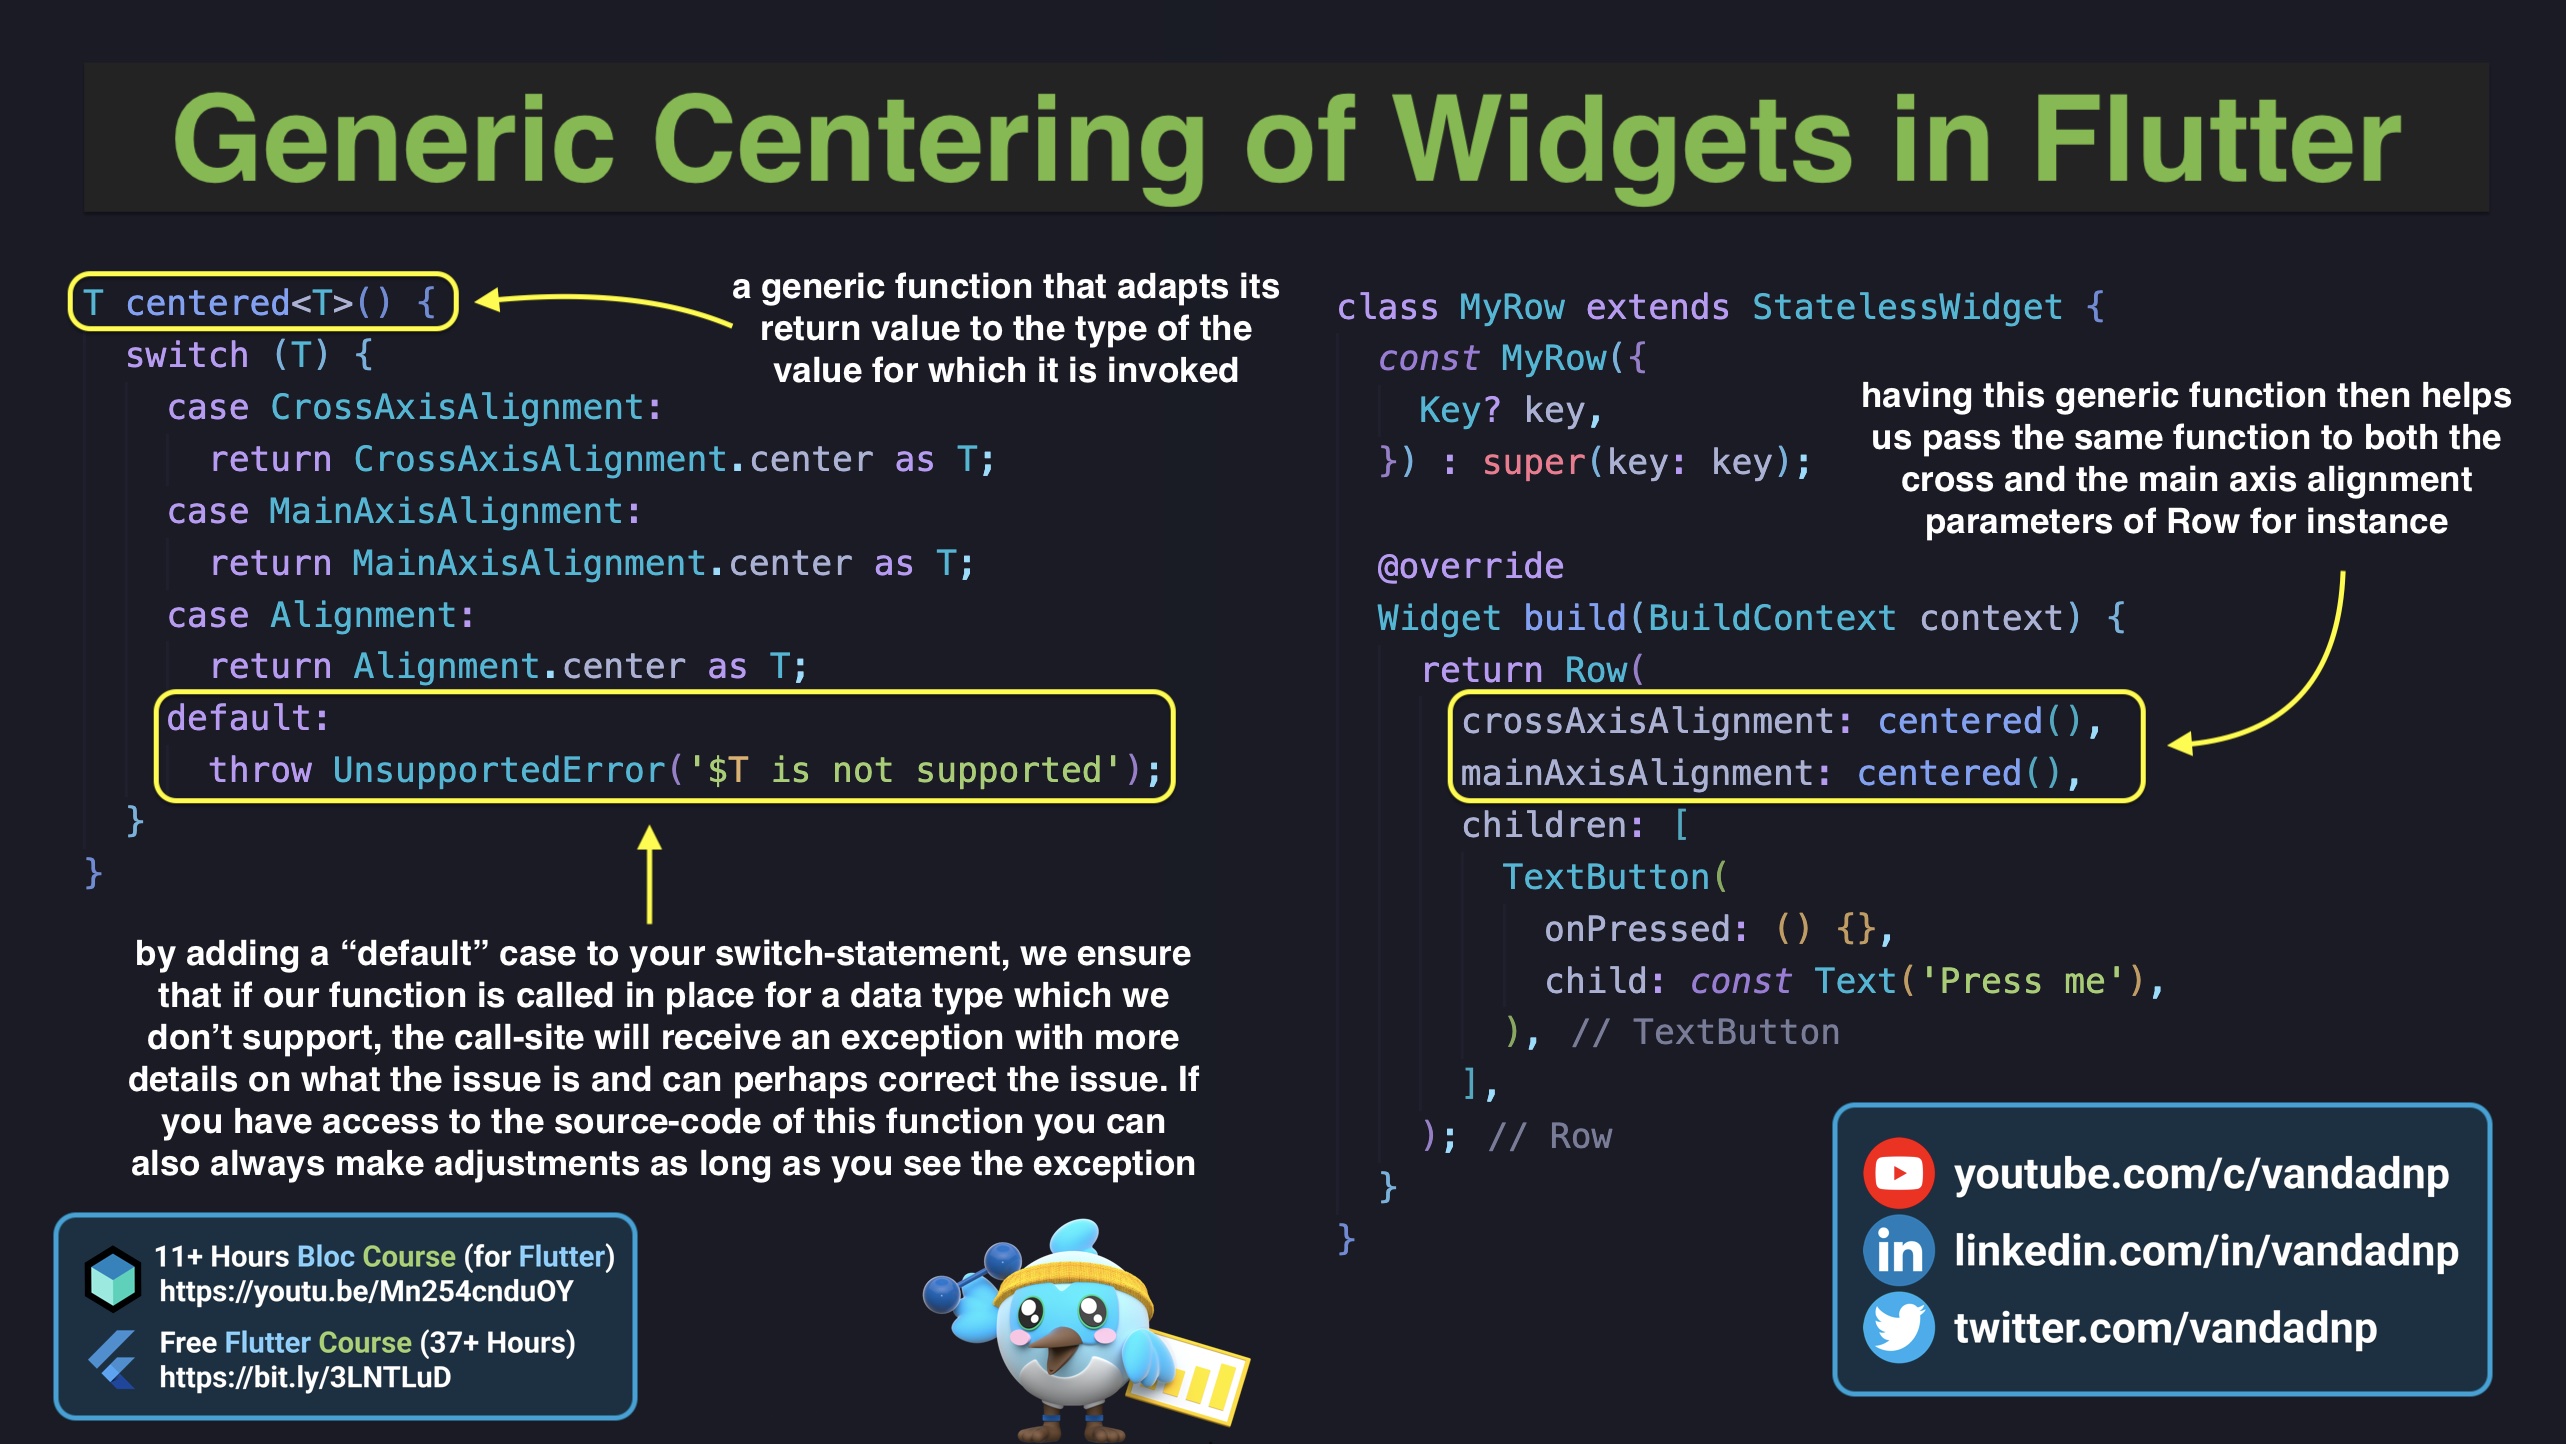 Generic Centering of Widgets in Flutter
T centered<T>() {
switch (T) {
case CrossAxisAlignment:
return CrossAxisAlignment.center as T;
case MainAxisAlignment:
return MainAxisAlignment.center as T;
case Alignment:
return Alignment.center as T;
default:
throw UnsupportedError('$T is not supported');
}
}
a generic function that adapts its
return value to the type of the
value for which it is invoked
by adding a “default” case to your switch-statement, we ensure
that if our function is called in place for a data type which we
don’t support, the call-site will receive an exception with more
details on what the issue is and can perhaps correct the issue. If
you have access to the source-code of this function you can
also always make adjustments as long as you see the exception
class MyRow extends StatelessWidget {
const MyRow({
Key? key,
}) : super(key: key);
@override
Widget build(BuildContext context) {
return Row(
crossAxisAlignment: centered(),
mainAxisAlignment: centered(),
children: [
TextButton(
onPressed: () {},
child: const Text('Press me'),
), // TextButton
],
); // Row
}
}
having this generic function then helps
us pass the same function to both the
cross and the main axis alignment
parameters of Row for instance
11+ Hours Bloc Course (for Flutter)
https://youtu.be/Mn254cnduOY
Free Flutter Course (37+ Hours)
https://bit.ly/3LNTLuD
youtube.com/c/vandadnp
in linkedin.com/in/vandadnp
twitter.com/vandadnp